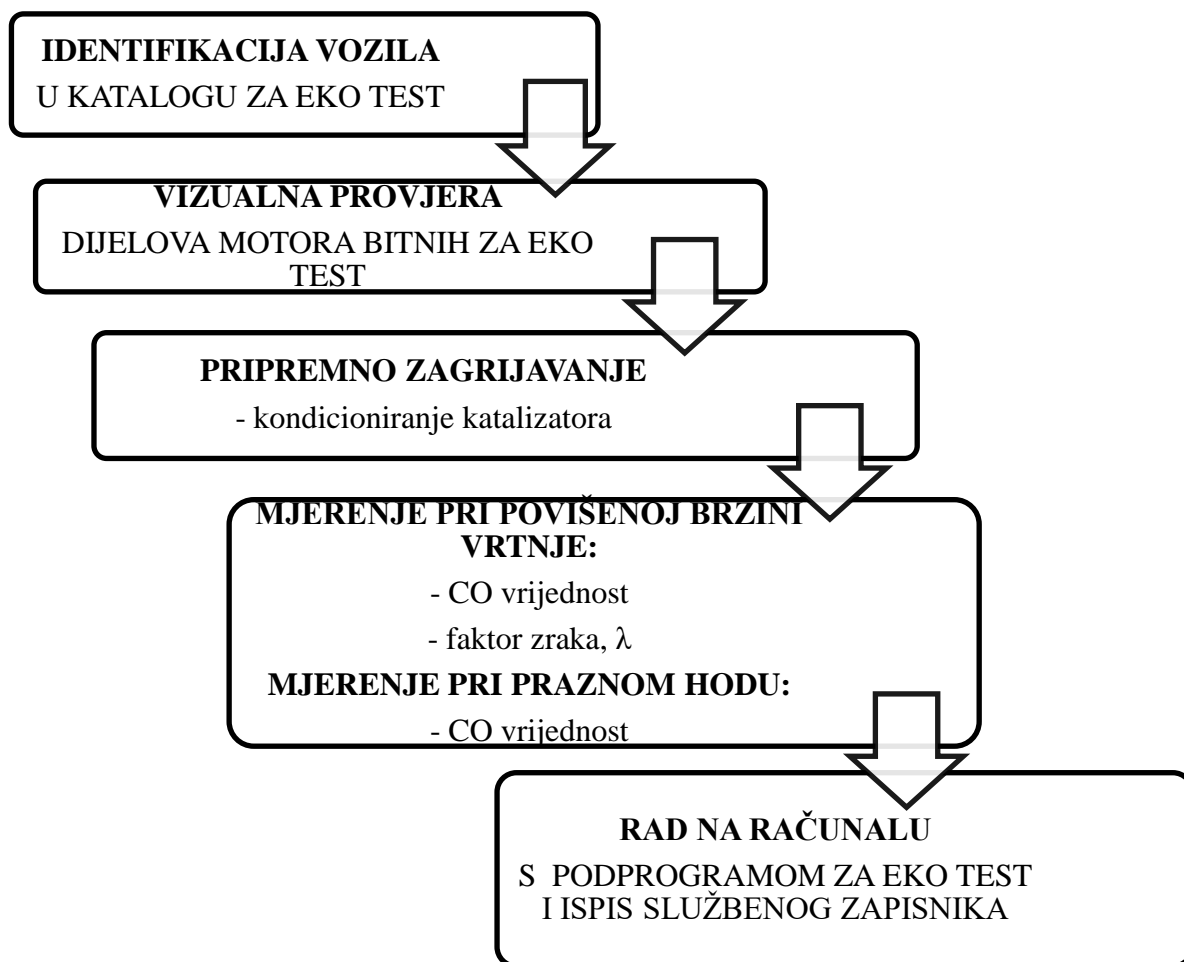 IDENTIFIKACIJA VOZILA
U KATALOGU ZA EKO TEST
VIZUALNA PROVJERA
DIJELOVA MOTORA BITNIH ZA EKO
TEST
PRIPREMNO ZAGRIJAVANJE
- kondicioniranje katalizatora
MJERENJE PRI POVIŠENOJ BRZINI
VRTNJE:
- CO vrijednost
- faktor zraka, λ
MJERENJE PRI PRAZNOM HODU:
- CO vrijednost
RAD NA RAČUNALU
S PODPROGRAMOM ZA EKO TEST
I ISPIS SLUŽBENOG ZAPISNIKA